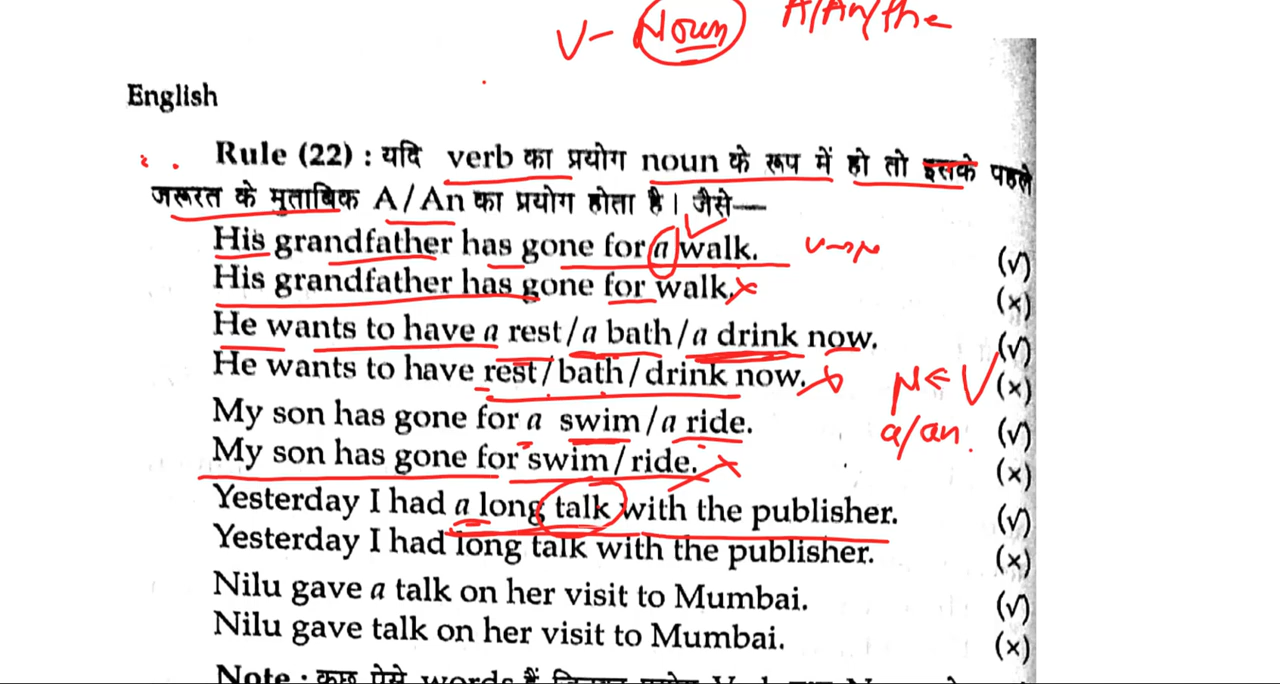 V - Noun A/An/the
English
Rule (22) : यदि verb का प्रयोग noun के रूप में हो तो इसके पहले
जरूरत के मुताबिक A/An का प्रयोग होता है। जैसे—
His grandfather has gone for a walk. (√)
His grandfather has gone for walk. (×)
He wants to have a rest/a bath/a drink now. (√)
He wants to have rest/bath/drink now. (×)
N ← V
My son has gone for a swim/a ride. a/an. (√)
My son has gone for swim/ride. (×)
Yesterday I had a long talk with the publisher. (√)
Yesterday I had long talk with the publisher. (×)
Nilu gave a talk on her visit to Mumbai. (√)
Nilu gave talk on her visit to Mumbai. (×)
Note : कुछ ऐसे words हैं